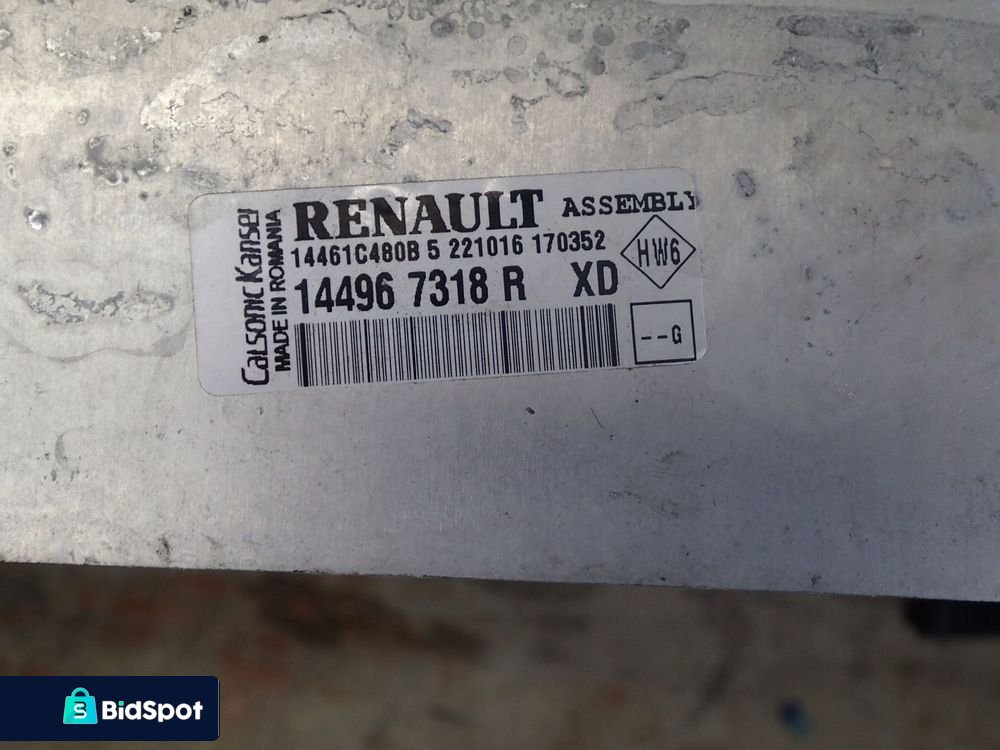 RENAULT ASSEMBLY
14461C480B 5 221016 170352
14496 7318 R XD
HW6
--G
Calsonic Kansei
MADE IN ROMANIA
S BidSpot